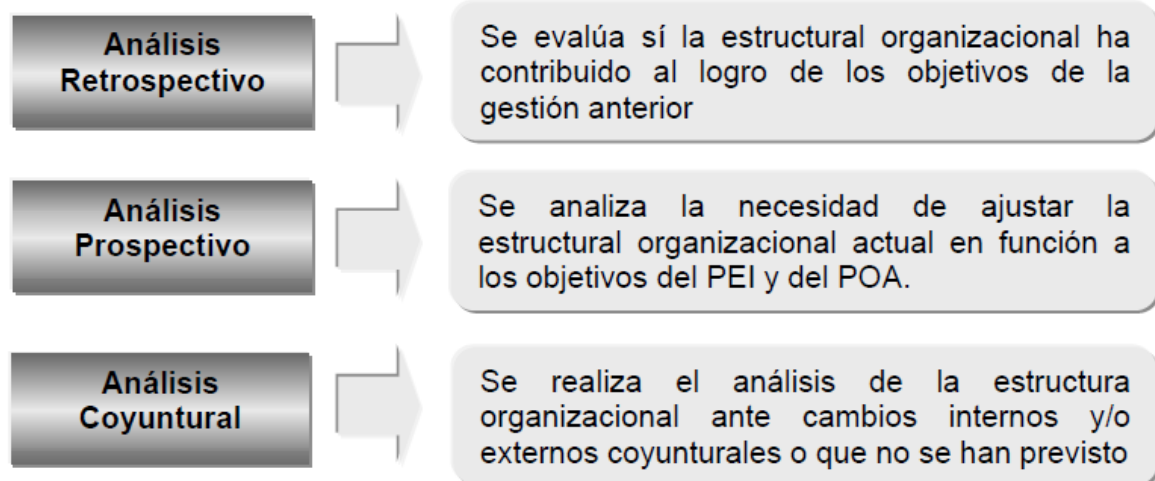 Análisis
Retrospectivo
Se evalúa sí la estructural organizacional ha
contribuido al logro de los objetivos de la
gestión anterior
Análisis
Prospectivo
Se analiza la necesidad de ajustar la
estructural organizacional actual en función a
los objetivos del PEI y del POA.
Análisis
Coyuntural
Se realiza el análisis de la estructura
organizacional ante cambios internos y/o
externos coyunturales o que no se han previsto